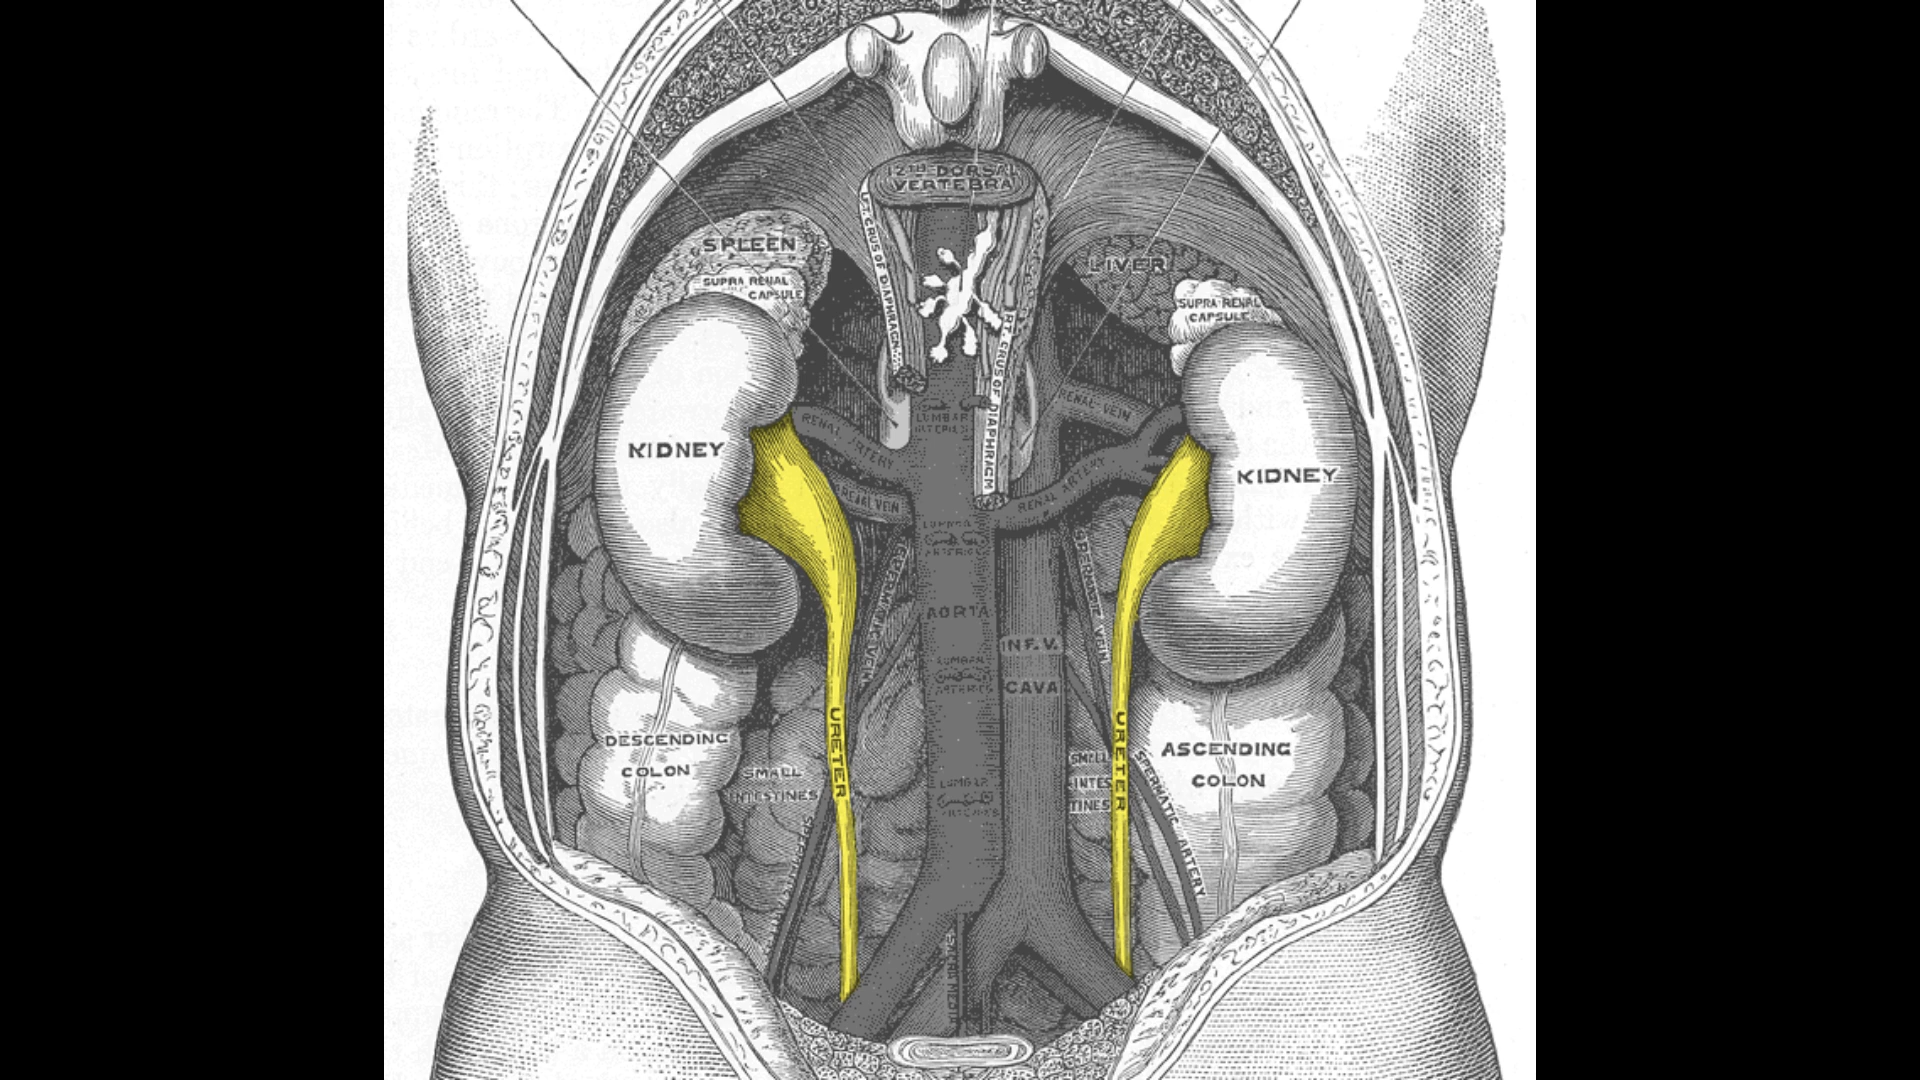 12TH DORSAL
VERTEBRA
SPLEEN
SUPRA RENAL
CAPSULE
LIVER
SUPRA RENAL
CAPSULE
CRUS OF DIAPHRAGM
RT. CRUS OF DIAPHRAGM
KIDNEY
KIDNEY
RENAL ARTERY
RENAL VEIN
LUMBAR
RENAL VEIN
RENAL ARTERY
LUMBAR
ARTERIES
SPERMATIC VEIN
SPERMATIC VEIN
AORTA
INF. V.
CAVA
LUMBAR
ARTERIES
URETER
URETER
DESCENDING
COLON
SMALL
INTESTINES
SMALL
INTES
TINES
ASCENDING
COLON
LUMBAR
ARTERIES
SPERMATIC ARTERY